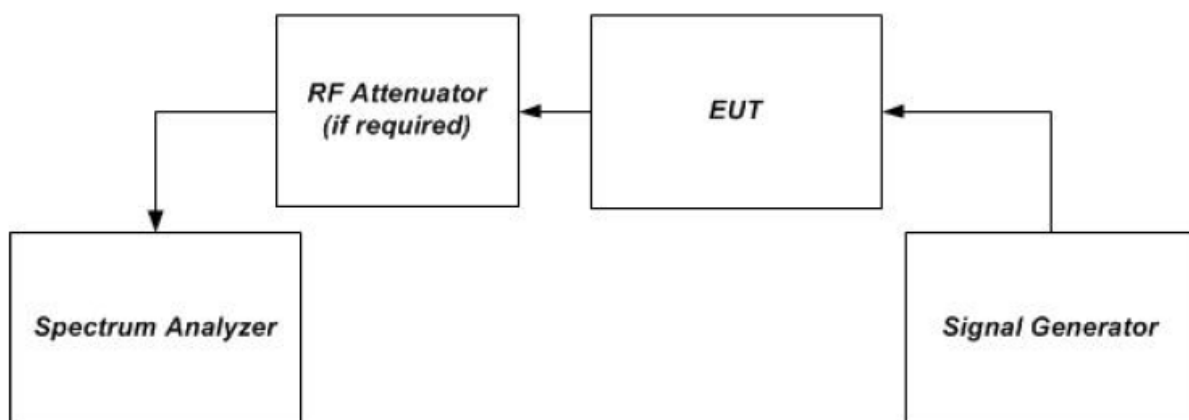 RF Attenuator
(if required)
EUT
Spectrum Analyzer
Signal Generator